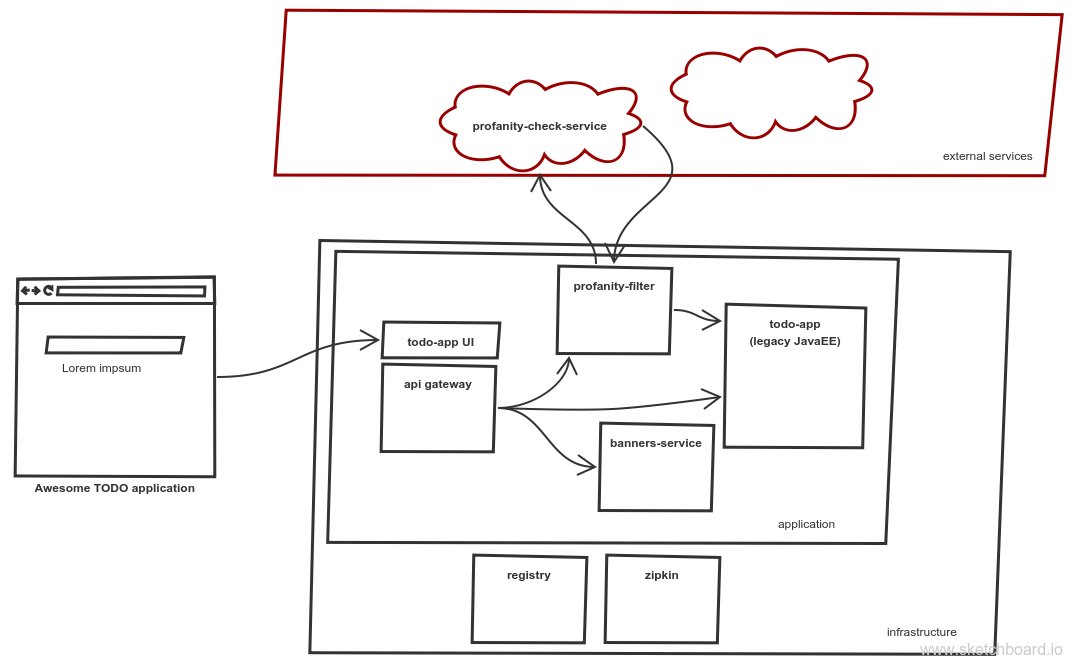 profanity-check-service
external services
profanity-filter
todo-app
(legacy JavaEE)
todo-app UI
api gateway
Lorem impsum
banners-service
Awesome TODO application
application
registry
zipkin
infrastructure
www.sketchboard.io